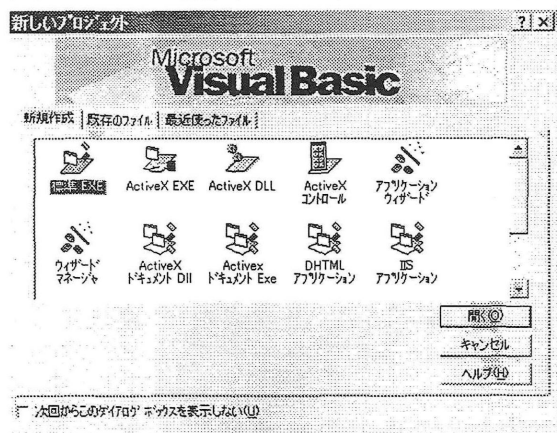 新しいプロジェクト
Microsoft
Visual Basic
新規作成 既存のファイル 最近使ったファイル
標準 EXE ActiveX EXE ActiveX DLL ActiveX コントロール アプリケーション ウィザード
ウィザード マネージャ ActiveX ドキュメント Dll Activex ドキュメント Exe DHTML アプリケーション IIS アプリケーション
開く(O)
キャンセル
ヘルプ(H)
次回からこのダイアログ ボックスを表示しない(U)